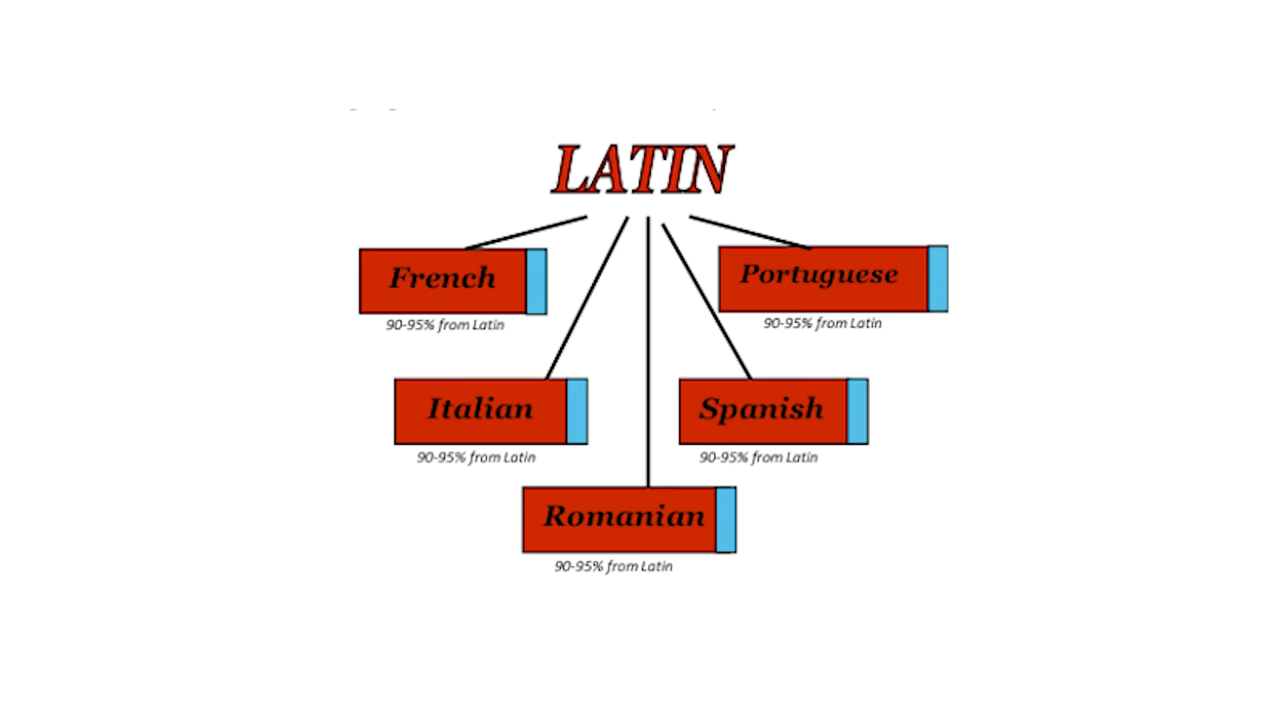 LATIN
French
Portuguese
90-95% from Latin
90-95% from Latin
Italian
Spanish
90-95% from Latin
90-95% from Latin
Romanian
90-95% from Latin